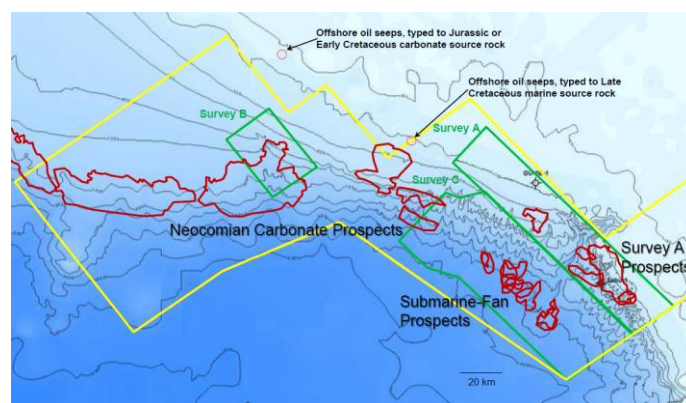 Offshore oil seeps, typed to Jurassic or
Early Cretaceous carbonate source rock
Offshore oil seeps, typed to Late
Cretaceous marine source rock
Survey B
Survey A
Survey C
Neocomian Carbonate Prospects
Survey A
Prospects
Submarine-Fan
Prospects
20 km